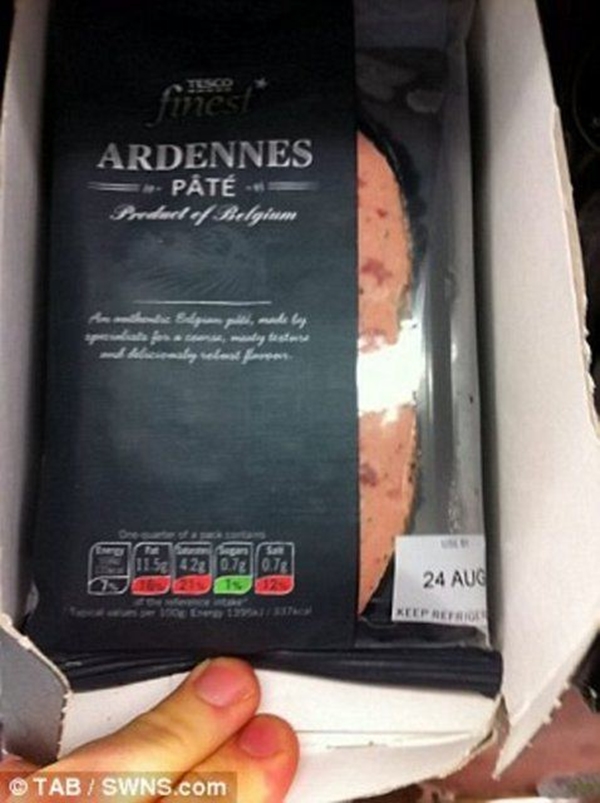 TESCO
finest*
ARDENNES
PÂTÉ
Product of Belgium
An authentic Belgian pâté, made by
specialists for a coarse, meaty texture
and deliciously robust flavour.
One-quarter of a pack contains
Energy Fat Saturates Sugars Salt
11.5g 4.2g 0.7g 0.7g
7% 16% 21% 1% 12%
of the reference intake*
Typical values per 100g: Energy 1395kJ / 337kcal
USE BY
24 AUG
KEEP REFRIGER
© TAB / SWNS.com